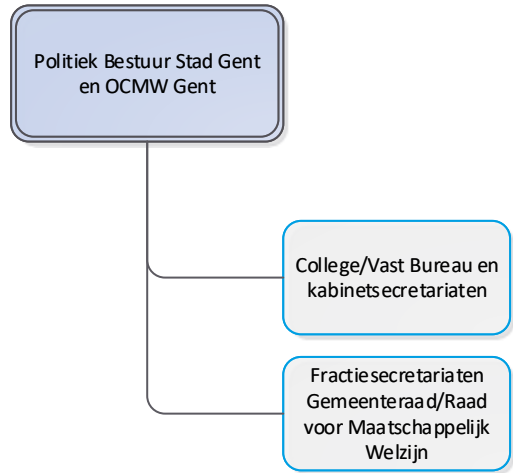 Politiek Bestuur Stad Gent
en OCMW Gent
College/Vast Bureau en
kabinetsecretariaten
Fractiesecretariaten
Gemeenteraad/Raad
voor Maatschappelijk
Welzijn